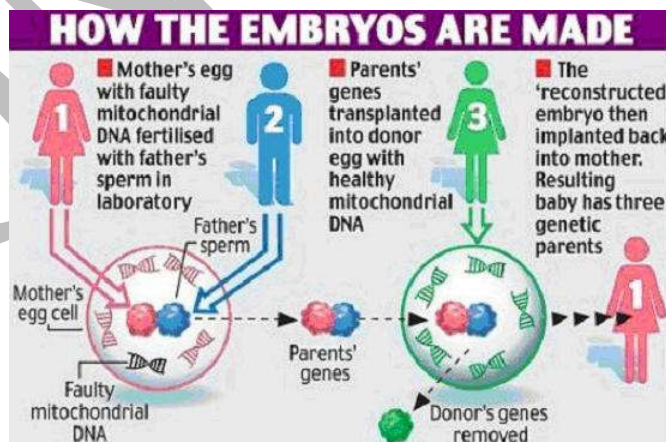 HOW THE EMBRYOS ARE MADE
Mother's egg
with faulty
mitochondrial
DNA fertilised
with father's
sperm in
laboratory
Parents'
genes
transplanted
into donor
egg with
healthy
mitochondrial
DNA
The
'reconstructed
embryo then
implanted back
into mother.
Resulting
baby has three
genetic
parents
1
2
3
Father's
sperm
Mother's
egg cell
Faulty
mitochondrial
DNA
Parents'
genes
Donor's genes
removed
1